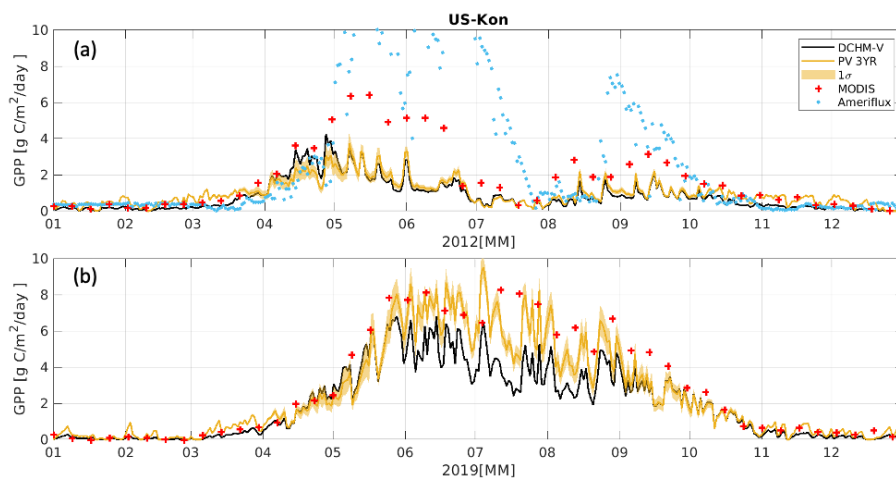 US-Kon
(a)
DCHM-V
PV 3YR
1σ
MODIS
Ameriflux
GPP [g C/m²/day]
10
8
6
4
2
0
01 02 03 04 05 06 07 08 09 10 11 12
2012[MM]
(b)
GPP [g C/m²/day]
10
8
6
4
2
0
01 02 03 04 05 06 07 08 09 10 11 12
2019[MM]